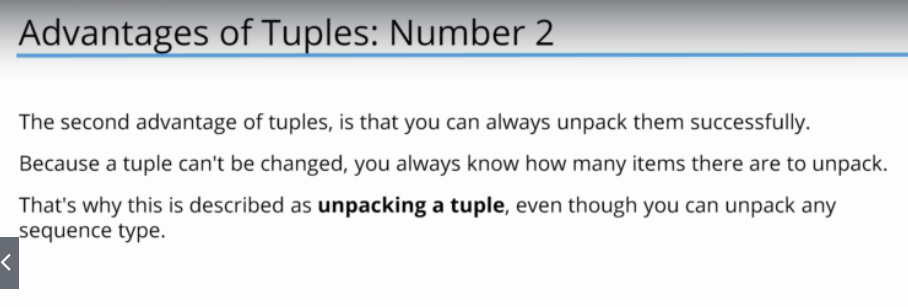 Advantages of Tuples: Number 2
The second advantage of tuples, is that you can always unpack them successfully.
Because a tuple can't be changed, you always know how many items there are to unpack.
That's why this is described as unpacking a tuple, even though you can unpack any
sequence type.